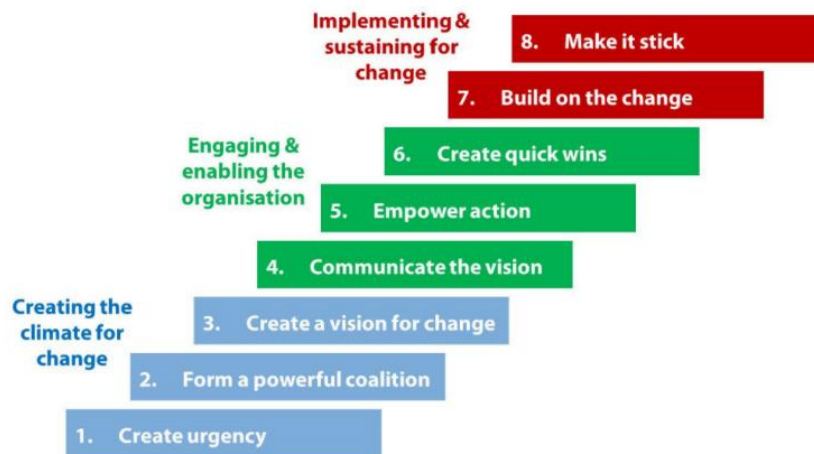 Implementing &
sustaining for
change
8. Make it stick
7. Build on the change
Engaging &
enabling the
organisation
6. Create quick wins
5. Empower action
4. Communicate the vision
Creating the
climate for
change
3. Create a vision for change
2. Form a powerful coalition
1. Create urgency